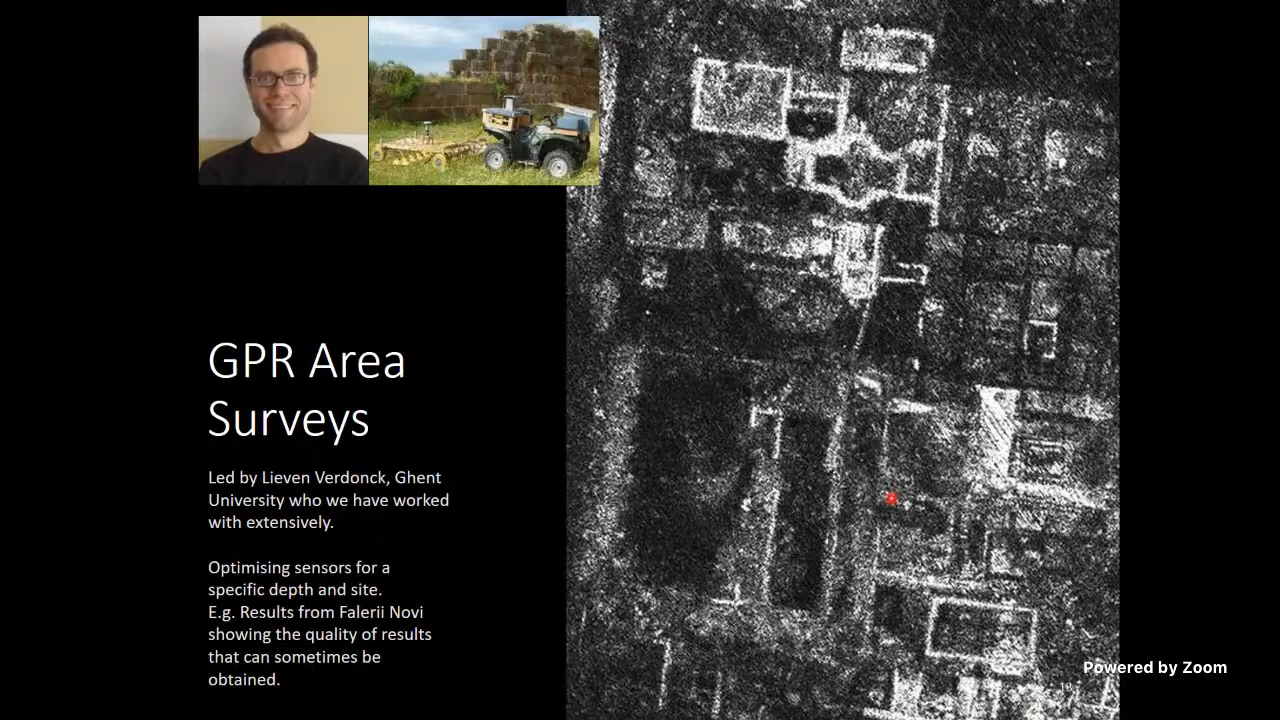 GPR Area
Surveys
Led by Lieven Verdonck, Ghent
University who we have worked
with extensively.
Optimising sensors for a
specific depth and site.
E.g. Results from Falerii Novi
showing the quality of results
that can sometimes be
obtained.
Powered by Zoom